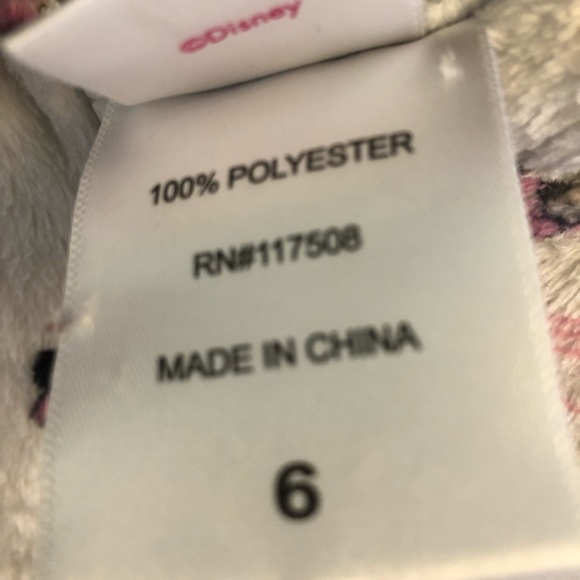 ©Disney
100% POLYESTER
RN#117508
MADE IN CHINA
6